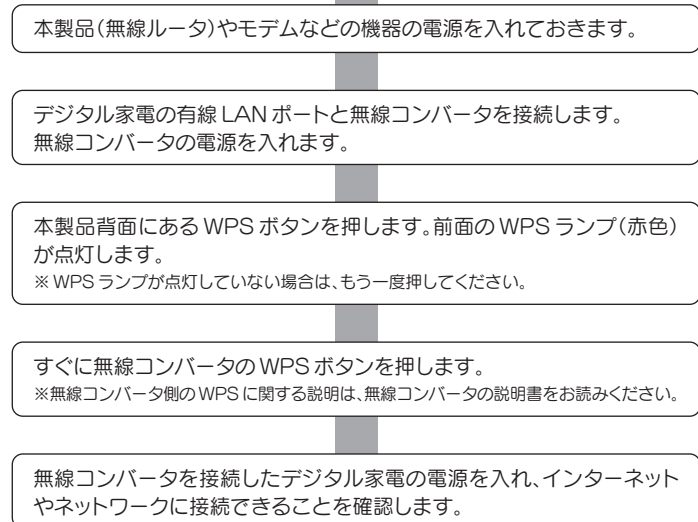 本製品(無線ルータ)やモデムなどの機器の電源を入れておきます。
デジタル家電の有線 LAN ポートと無線コンバータを接続します。
無線コンバータの電源を入れます。
本製品背面にある WPS ボタンを押します。前面の WPS ランプ(赤色)
が点灯します。
※ WPS ランプが点灯していない場合は、もう一度押してください。
すぐに無線コンバータの WPS ボタンを押します。
※無線コンバータ側の WPS に関する説明は、無線コンバータの説明書をお読みください。
無線コンバータを接続したデジタル家電の電源を入れ、インターネット
やネットワークに接続できることを確認します。